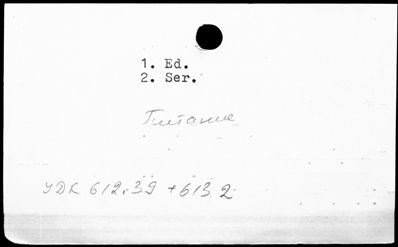 1. Ed.
2. Ser.
Питание
УДК 612.39 + 613.2